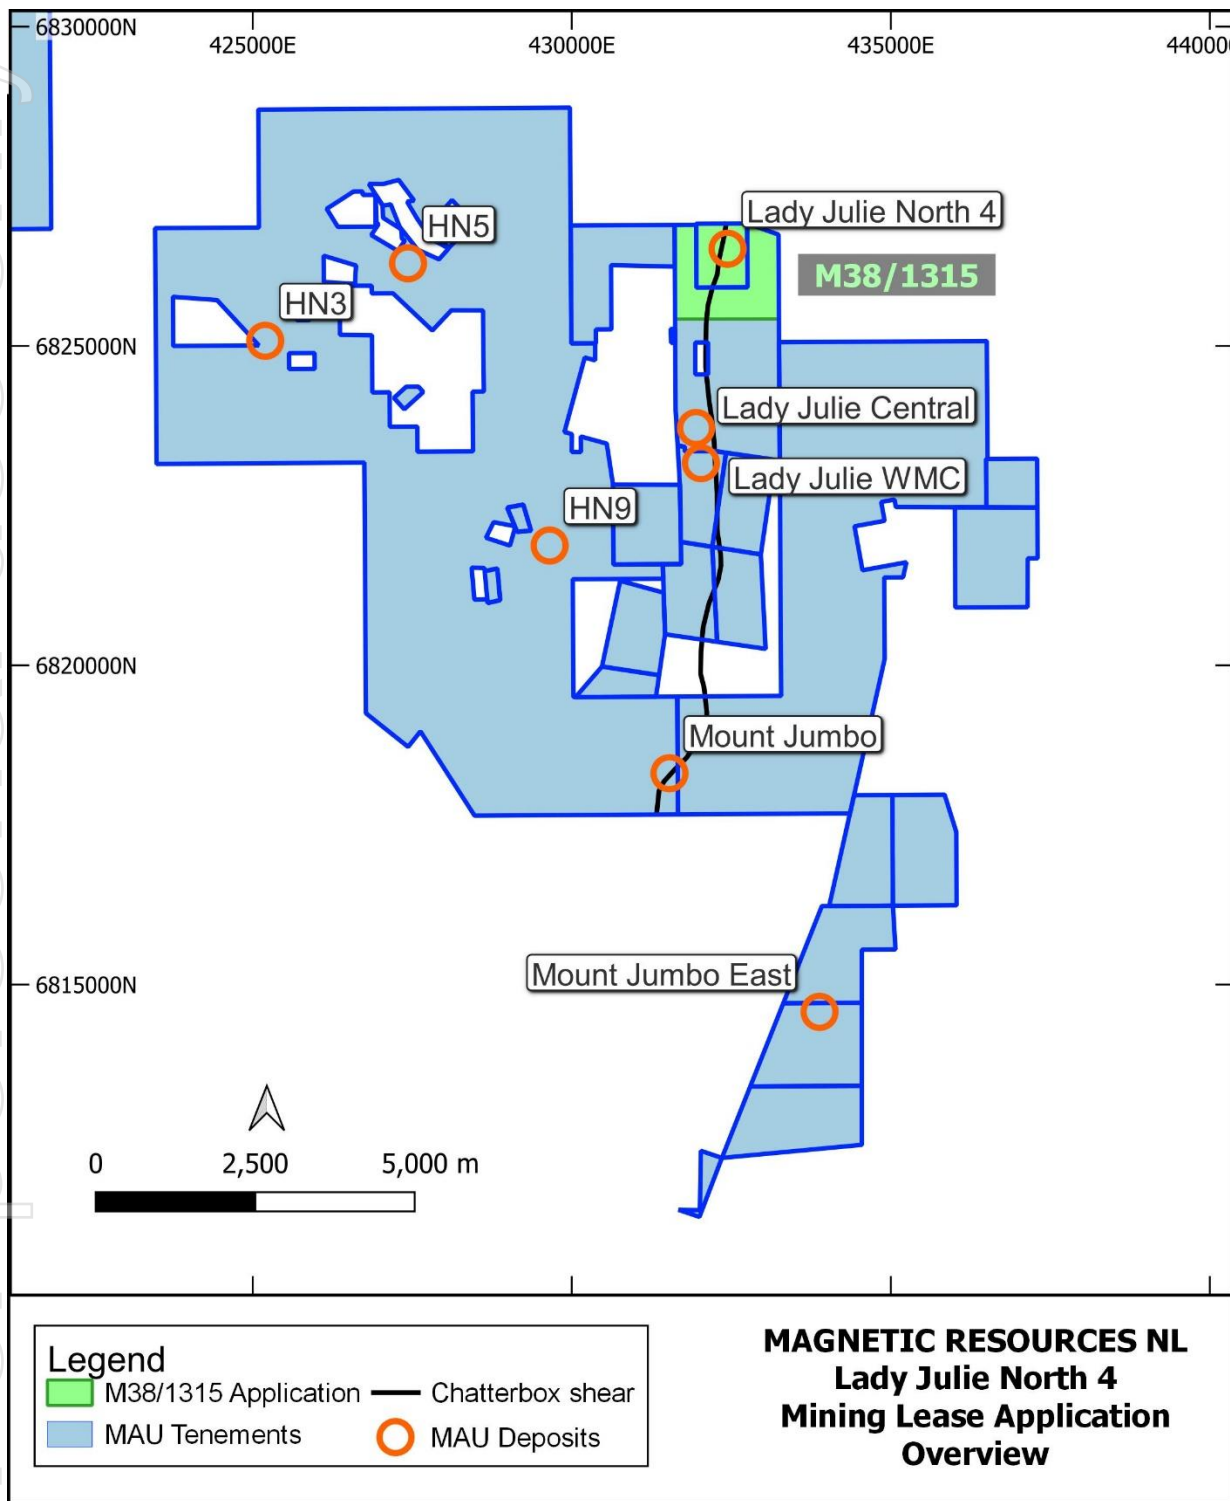 6830000N
425000E
430000E
435000E
44000
Lady Julie North 4
HN5
M38/1315
HN3
6825000N
Lady Julie Central
Lady Julie WMC
HN9
6820000N
Mount Jumbo
Mount Jumbo East
6815000N
0 2,500 5,000 m
Legend
M38/1315 Application
Chatterbox shear
MAU Tenements
MAU Deposits
MAGNETIC RESOURCES NL
Lady Julie North 4
Mining Lease Application
Overview